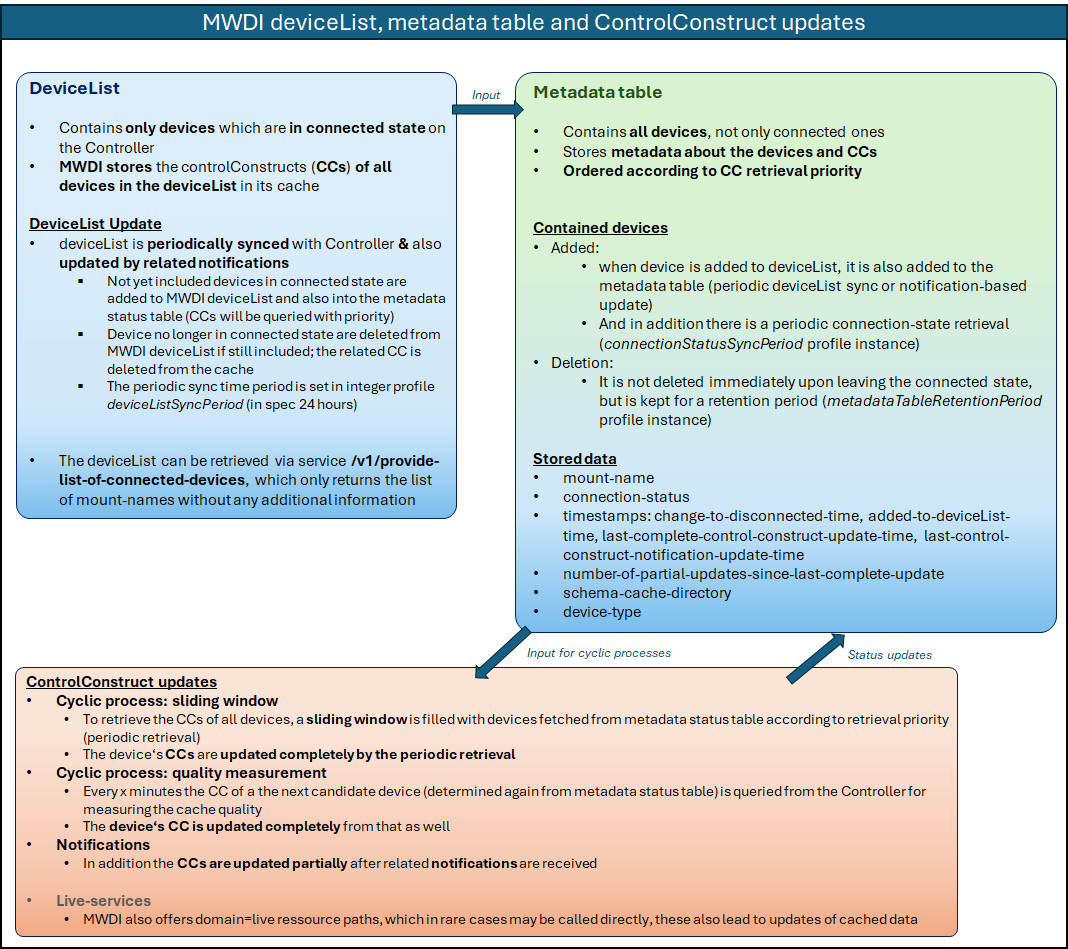 MWDI deviceList, metadata table and ControlConstruct updates
DeviceList
• Contains only devices which are in connected state on
the Controller
• MWDI stores the controlConstructs (CCs) of all
devices in the deviceList in its cache
DeviceList Update
• deviceList is periodically synced with Controller & also
updated by related notifications
▪ Not yet included devices in connected state are
added to MWDI deviceList and also into the metadata
status table (CCs will be queried with priority)
▪ Device no longer in connected state are deleted from
MWDI deviceList if still included; the related CC is
deleted from the cache
▪ The periodic sync time period is set in integer profile
deviceListSyncPeriod (in spec 24 hours)
• The deviceList can be retrieved via service /v1/provide-
list-of-connected-devices, which only returns the list
of mount-names without any additional information
Input
Metadata table
• Contains all devices, not only connected ones
• Stores metadata about the devices and CCs
• Ordered according to CC retrieval priority
Contained devices
• Added:
• when device is added to deviceList, it is also added to the
metadata table (periodic deviceList sync or notification-based
update)
• And in addition there is a periodic connection-state retrieval
(connectionStatusSyncPeriod profile instance)
• Deletion:
• It is not deleted immediately upon leaving the connected state,
but is kept for a retention period (metadataTableRetentionPeriod
profile instance)
Stored data
• mount-name
• connection-status
• timestamps: change-to-disconnected-time, added-to-deviceList-
time, last-complete-control-construct-update-time, last-control-
construct-notification-update-time
• number-of-partial-updates-since-last-complete-update
• schema-cache-directory
• device-type
Input for cyclic processes
Status updates
ControlConstruct updates
• Cyclic process: sliding window
• To retrieve the CCs of all devices, a sliding window is filled with devices fetched from metadata status table according to retrieval priority
(periodic retrieval)
• The device‘s CCs are updated completely by the periodic retrieval
• Cyclic process: quality measurement
• Every x minutes the CC of a the next candidate device (determined again from metadata status table) is queried from the Controller for
measuring the cache quality
• The device‘s CC is updated completely from that as well
• Notifications
• In addition the CCs are updated partially after related notifications are received
• Live-services
• MWDI also offers domain=live ressource paths, which in rare cases may be called directly, these also lead to updates of cached data